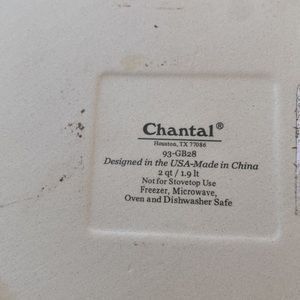 Chantal®
Houston, TX 77086
93-GB28
Designed in the USA-Made in China
2 qt / 1.9 lt
Not for Stovetop Use
Freezer, Microwave,
Oven and Dishwasher Safe